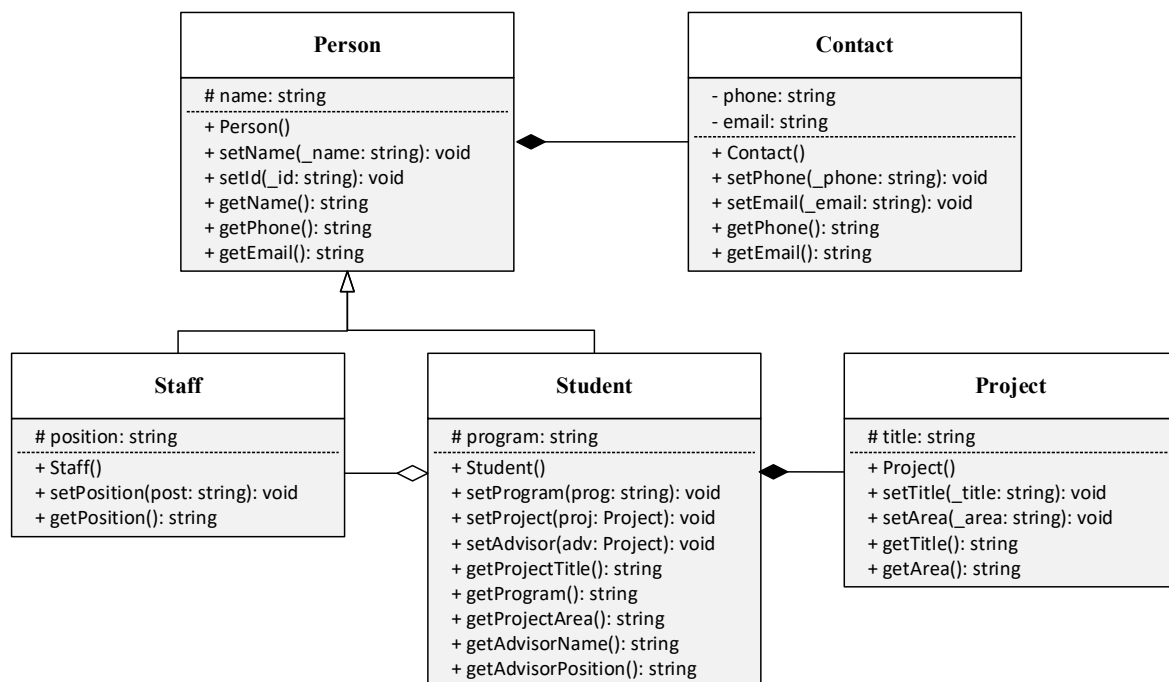 Person
# name: string
+ Person()
+ setName(_name: string): void
+ setId(_id: string): void
+ getName(): string
+ getPhone(): string
+ getEmail(): string
Contact
- phone: string
- email: string
+ Contact()
+ setPhone(_phone: string): void
+ setEmail(_email: string): void
+ getPhone(): string
+ getEmail(): string
Staff
# position: string
+ Staff()
+ setPosition(post: string): void
+ getPosition(): string
Student
# program: string
+ Student()
+ setProgram(prog: string): void
+ setProject(proj: Project): void
+ setAdvisor(adv: Project): void
+ getProjectTitle(): string
+ getProgram(): string
+ getProjectArea(): string
+ getAdvisorName(): string
+ getAdvisorPosition(): string
Project
# title: string
+ Project()
+ setTitle(_title: string): void
+ setArea(_area: string): void
+ getTitle(): string
+ getArea(): string